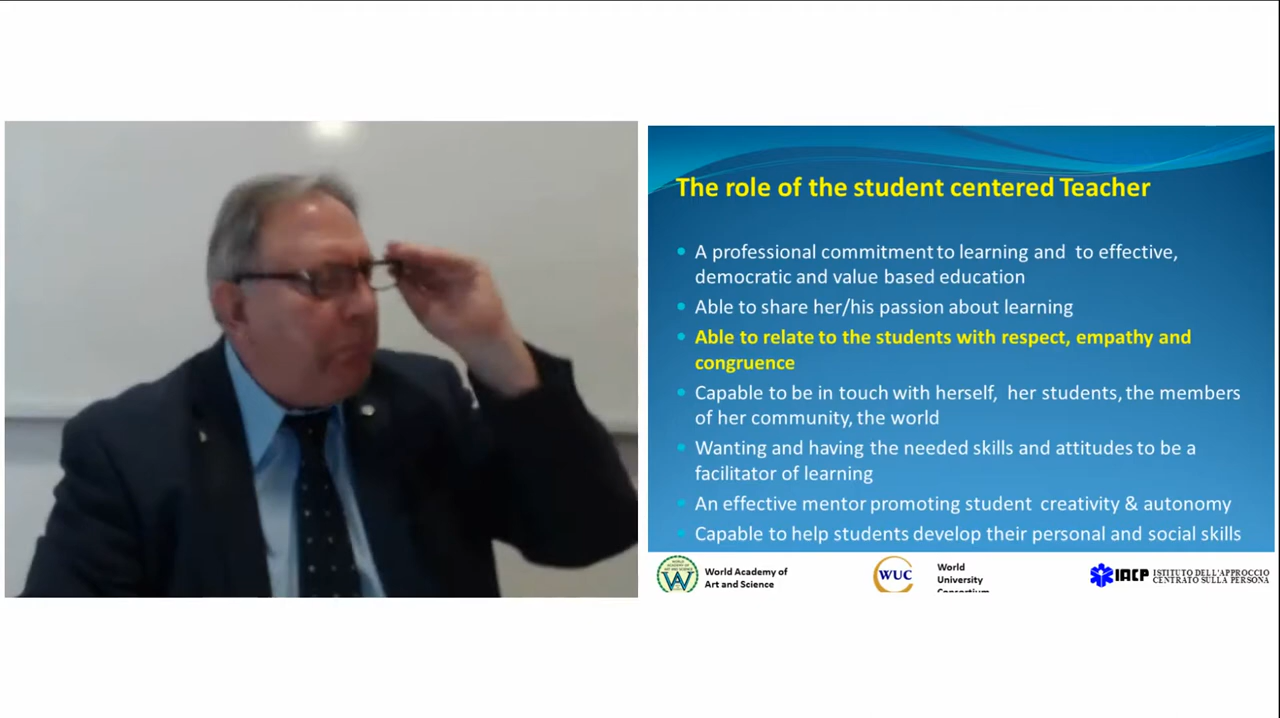 The role of the student centered Teacher
A professional commitment to learning and to effective,
democratic and value based education
Able to share her/his passion about learning
Able to relate to the students with respect, empathy and
congruence
Capable to be in touch with herself, her students, the members
of her community, the world
Wanting and having the needed skills and attitudes to be a
facilitator of learning
An effective mentor promoting student creativity & autonomy
Capable to help students develop their personal and social skills
World Academy of
Art and Science
WUC
World
University
Consortium
IACP ISTITUTO DELL'APPROCCIO
CENTRATO SULLA PERSONA